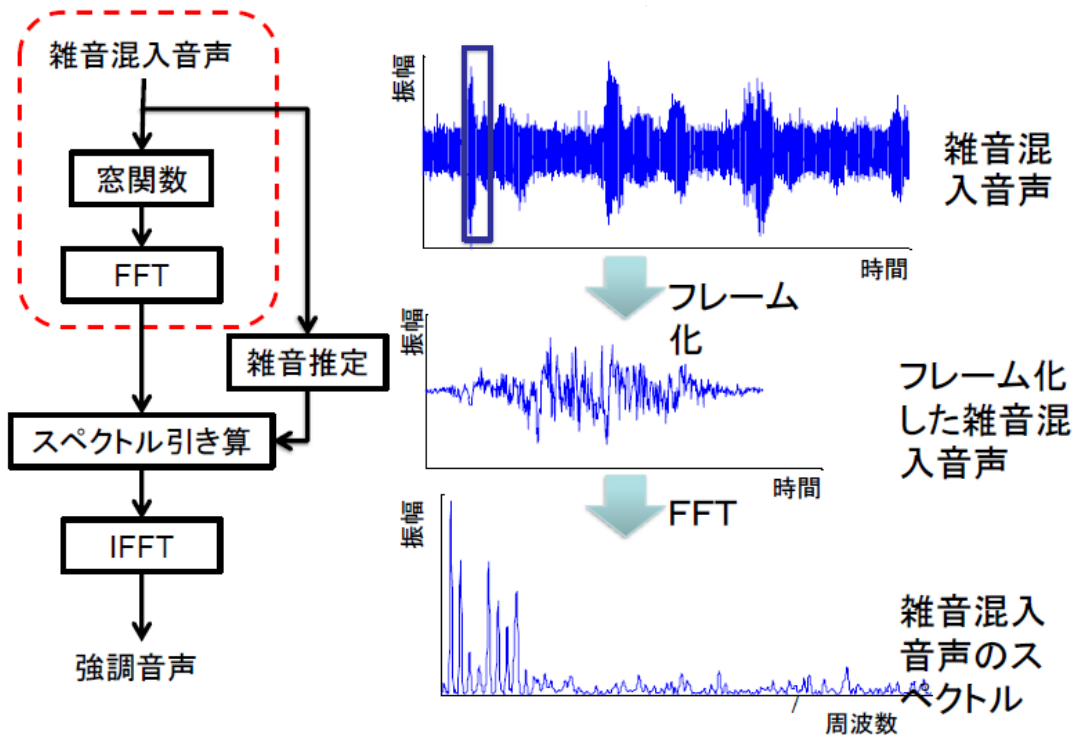 雑音混入音声
窓関数
FFT
雑音推定
スペクトル引き算
IFFT
強調音声
振幅
時間
雑音混
入音声
フレーム
化
振幅
時間
フレーム化
した雑音混
入音声
FFT
振幅
周波数
雑音混入
音声のス
ペクトル